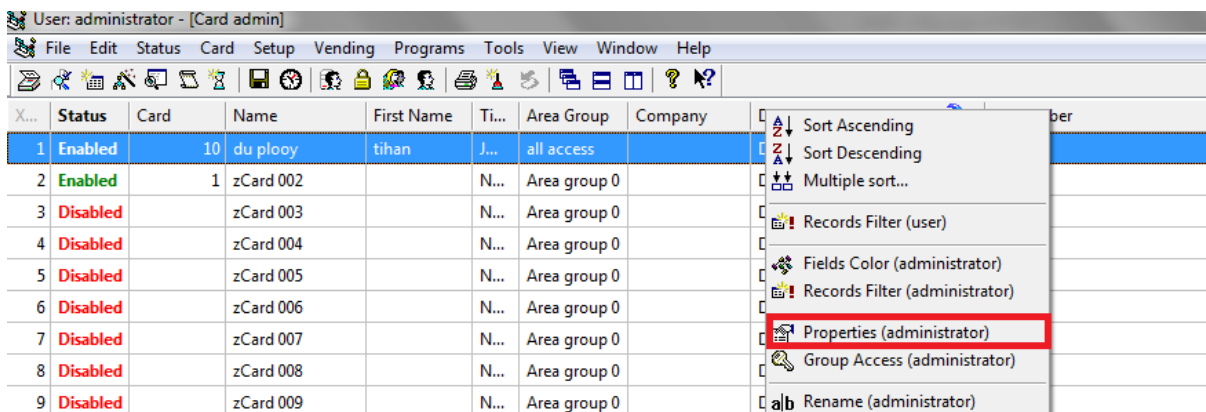 User: administrator - [Card admin]
File Edit Status Card Setup Vending Programs Tools View Window Help
X... Status Card Name First Name Ti... Area Group Company D ber
1 Enabled 10 du plooy tihan J... all access D
2 Enabled 1 zCard 002 N... Area group 0 D
3 Disabled zCard 003 N... Area group 0 D
4 Disabled zCard 004 N... Area group 0 D
5 Disabled zCard 005 N... Area group 0 D
6 Disabled zCard 006 N... Area group 0 D
7 Disabled zCard 007 N... Area group 0 D
8 Disabled zCard 008 N... Area group 0 D
9 Disabled zCard 009 N... Area group 0 D
Sort Ascending
Sort Descending
Multiple sort...
Records Filter (user)
Fields Color (administrator)
Records Filter (administrator)
Properties (administrator)
Group Access (administrator)
Rename (administrator)